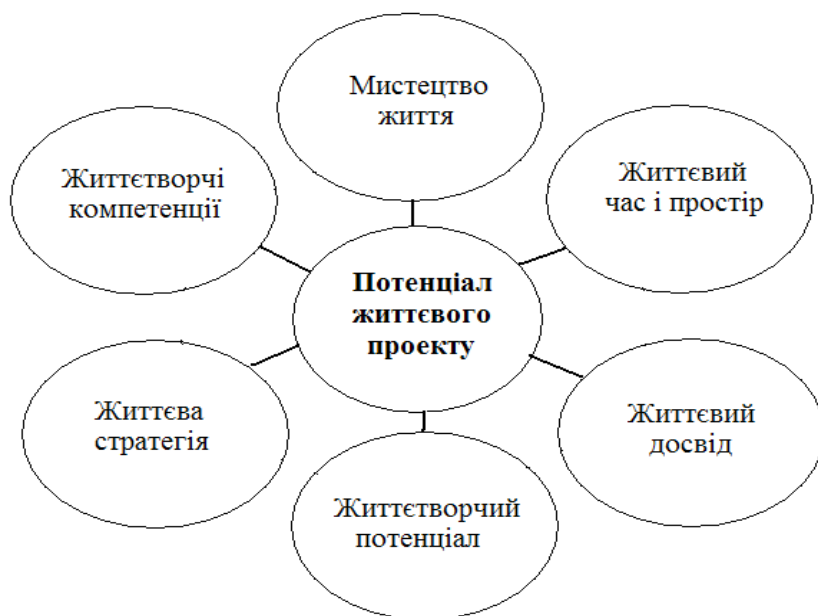 Мистецтво
життя
Життєтворчі
компетенції
Життєвий
час і простір
Потенціал
життєвого
проекту
Життєва
стратегія
Життєвий
досвід
Життєтворчий
потенціал